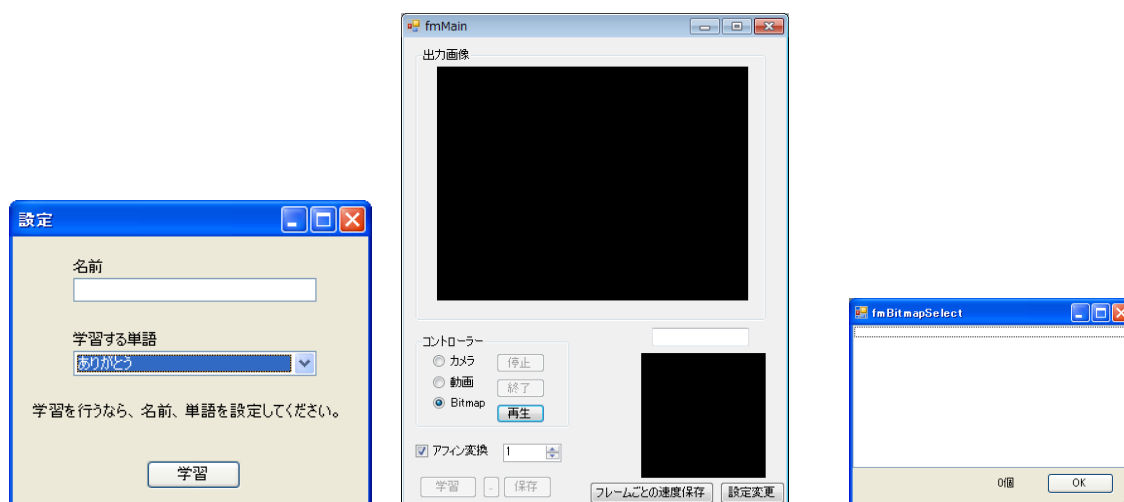 設定
名前
学習する単語
ありがとう
学習を行うなら、名前、単語を設定してください。
学習
fmMain
出力画像
コントローラー
カメラ
停止
動画
終了
Bitmap
再生
アフィン変換
1
学習
-
保存
フレームごとの速度保存
設定変更
fmBitmapSelect
0個
OK